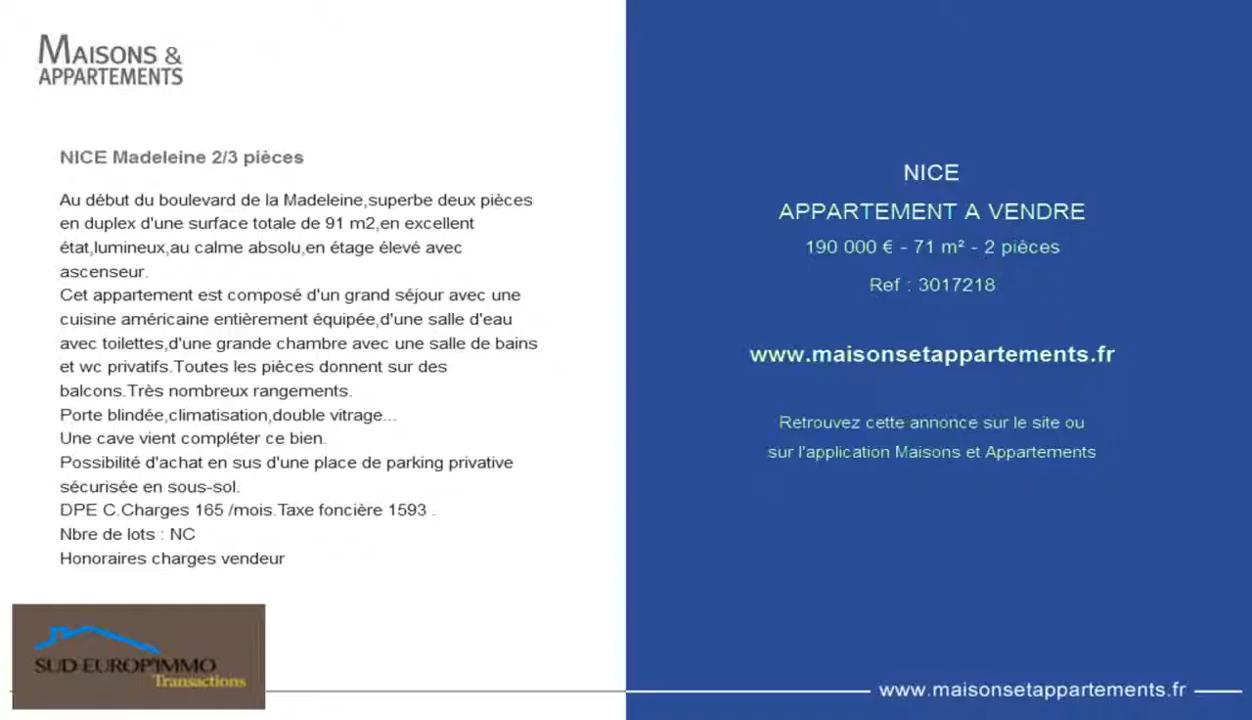 MAISONS &
APPARTEMENTS
NICE Madeleine 2/3 pièces
Au début du boulevard de la Madeleine,superbe deux pièces
en duplex d'une surface totale de 91 m2,en excellent
état,lumineux,au calme absolu,en étage élevé avec
ascenseur.
Cet appartement est composé d'un grand séjour avec une
cuisine américaine entièrement équipée,d'une salle d'eau
avec toilettes,d'une grande chambre avec une salle de bains
et wc privatifs.Toutes les pièces donnent sur des
balcons.Très nombreux rangements.
Porte blindée,climatisation,double vitrage...
Une cave vient compléter ce bien.
Possibilité d'achat en sus d'une place de parking privative
sécurisée en sous-sol.
DPE C.Charges 165 /mois.Taxe foncière 1593 .
Nbre de lots : NC
Honoraires charges vendeur
SUD-EUROP'IMMO
Transactions
NICE
APPARTEMENT A VENDRE
190 000 € - 71 m² - 2 pièces
Ref : 3017218
www.maisonsetappartements.fr
Retrouvez cette annonce sur le site ou
sur l'application Maisons et Appartements
www.maisonsetappartements.fr